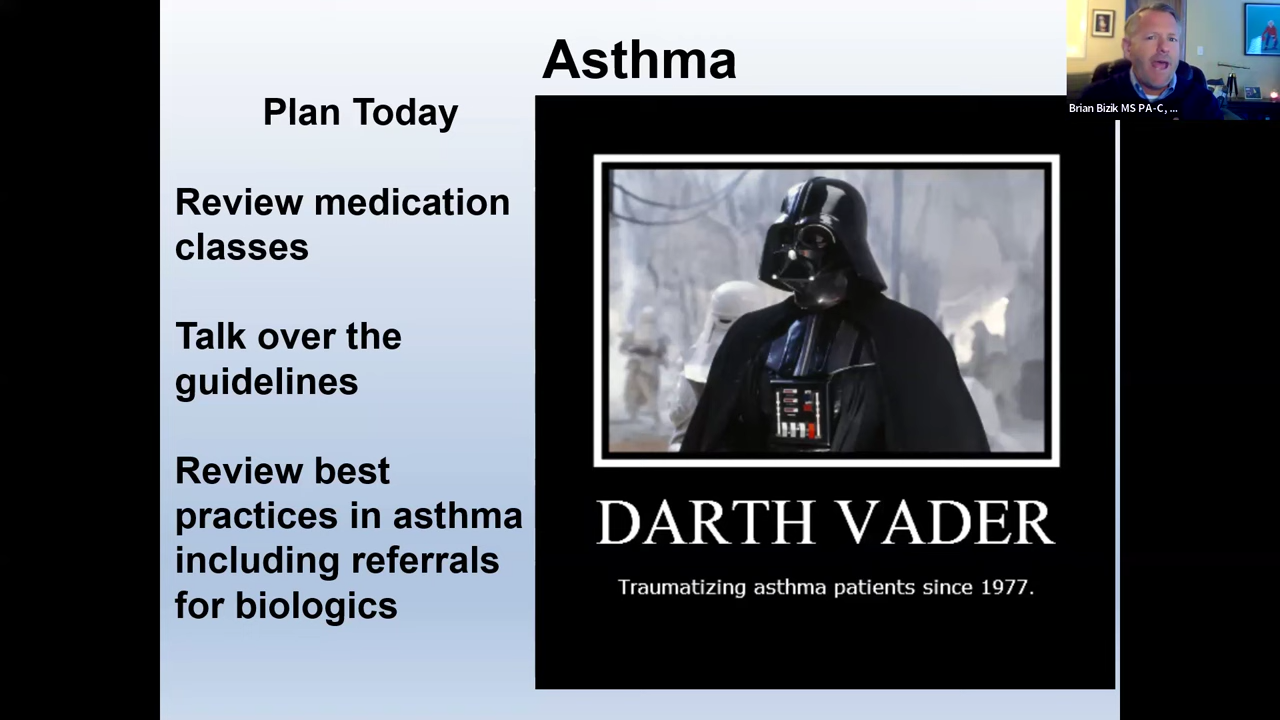 Asthma
Plan Today
Review medication
classes
Talk over the
guidelines
Review best
practices in asthma
including referrals
for biologics
DARTH VADER
Traumatizing asthma patients since 1977.
Brian Bizik MS PA-C, ...